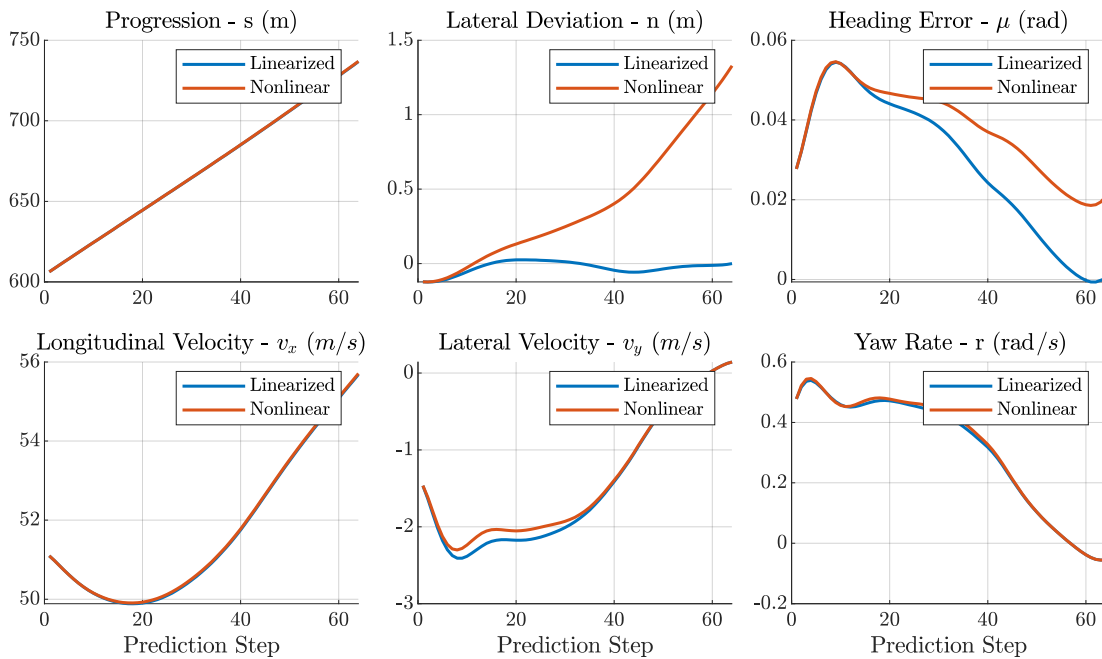 Progression - s (m)
750
700
650
600
0
20
40
60
Linearized
Nonlinear
Lateral Deviation - n (m)
1.5
1
0.5
0
0
20
40
60
Linearized
Nonlinear
Heading Error - μ (rad)
0.06
0.04
0.02
0
0
20
40
60
Linearized
Nonlinear
Longitudinal Velocity - vₓ (m/s)
56
54
52
50
0
20
40
60
Prediction Step
Linearized
Nonlinear
Lateral Velocity - v_y (m/s)
0
-1
-2
-3
0
20
40
60
Prediction Step
Linearized
Nonlinear
Yaw Rate - r (rad/s)
0.6
0.4
0.2
0
-0.2
0
20
40
60
Prediction Step
Linearized
Nonlinear